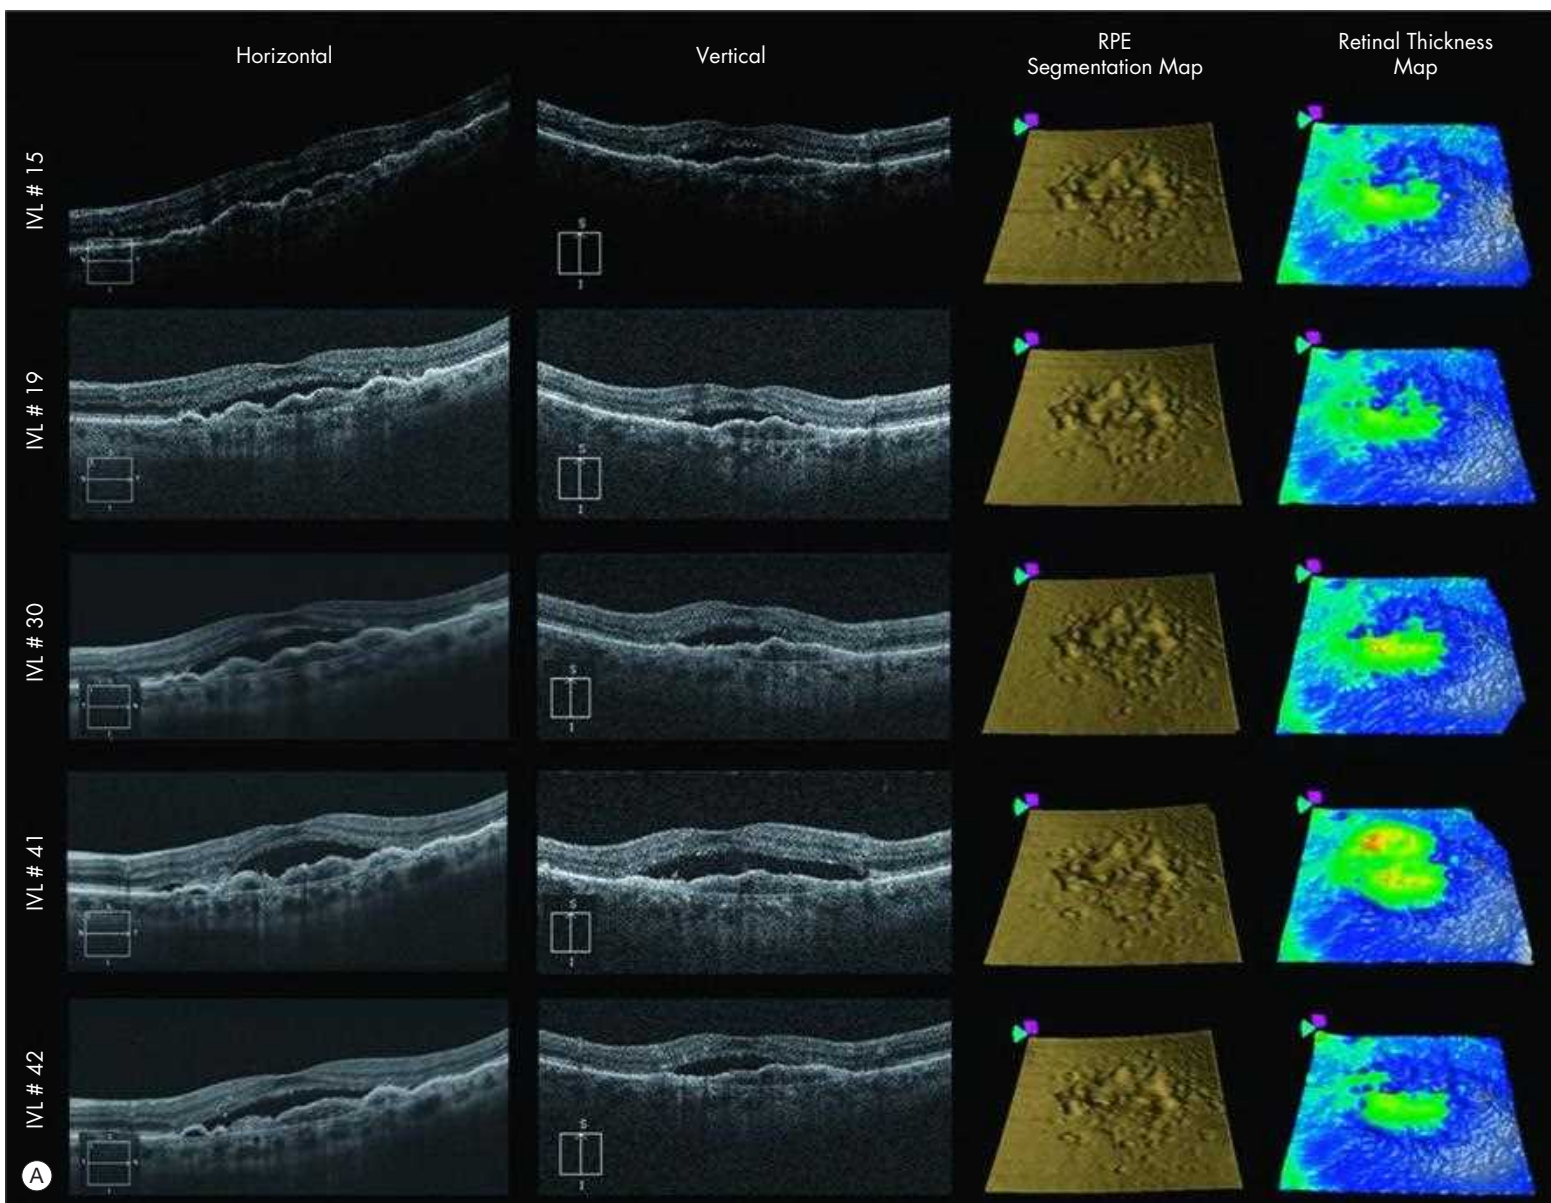 Horizontal
Vertical
RPE
Segmentation Map
Retinal Thickness
Map
IVL # 15
S
I
IVL # 19
S
I
IVL # 30
S
I
IVL # 41
S
I
IVL # 42
S
I
A